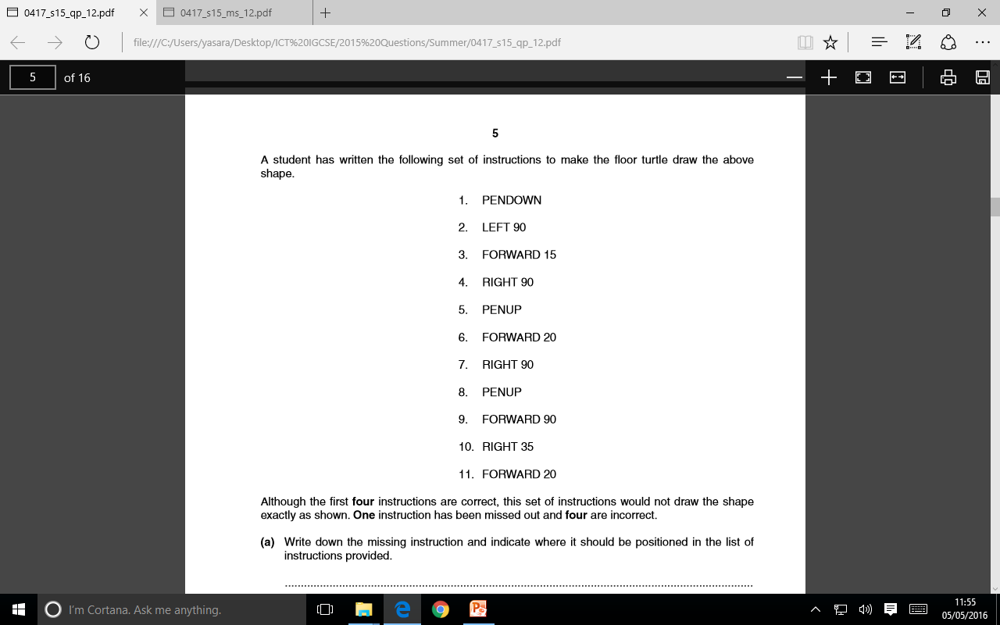 0417_s15_qp_12.pdf
0417_s15_ms_12.pdf
file:///C:/Users/yasara/Desktop/ICT%20IGCSE/2015%20Questions/Summer/0417_s15_qp_12.pdf
5 of 16
5
A student has written the following set of instructions to make the floor turtle draw the above
shape.
1. PENDOWN
2. LEFT 90
3. FORWARD 15
4. RIGHT 90
5. PENUP
6. FORWARD 20
7. RIGHT 90
8. PENUP
9. FORWARD 90
10. RIGHT 35
11. FORWARD 20
Although the first four instructions are correct, this set of instructions would not draw the shape
exactly as shown. One instruction has been missed out and four are incorrect.
(a) Write down the missing instruction and indicate where it should be positioned in the list of
instructions provided.
I'm Cortana. Ask me anything.
11:55
05/05/2016